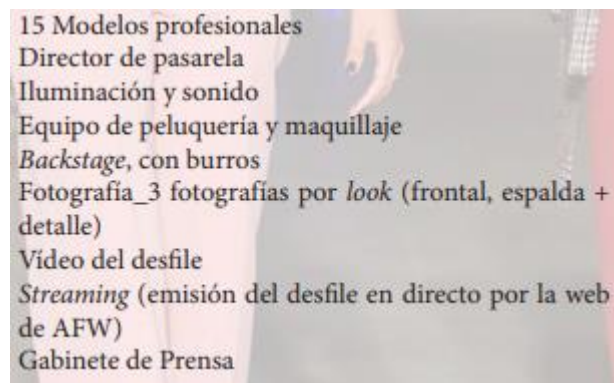 15 Modelos profesionales
Director de pasarela
Iluminación y sonido
Equipo de peluquería y maquillaje
Backstage, con burros
Fotografía_3 fotografías por look (frontal, espalda +
detalle)
Vídeo del desfile
Streaming (emisión del desfile en directo por la web
de AFW)
Gabinete de Prensa